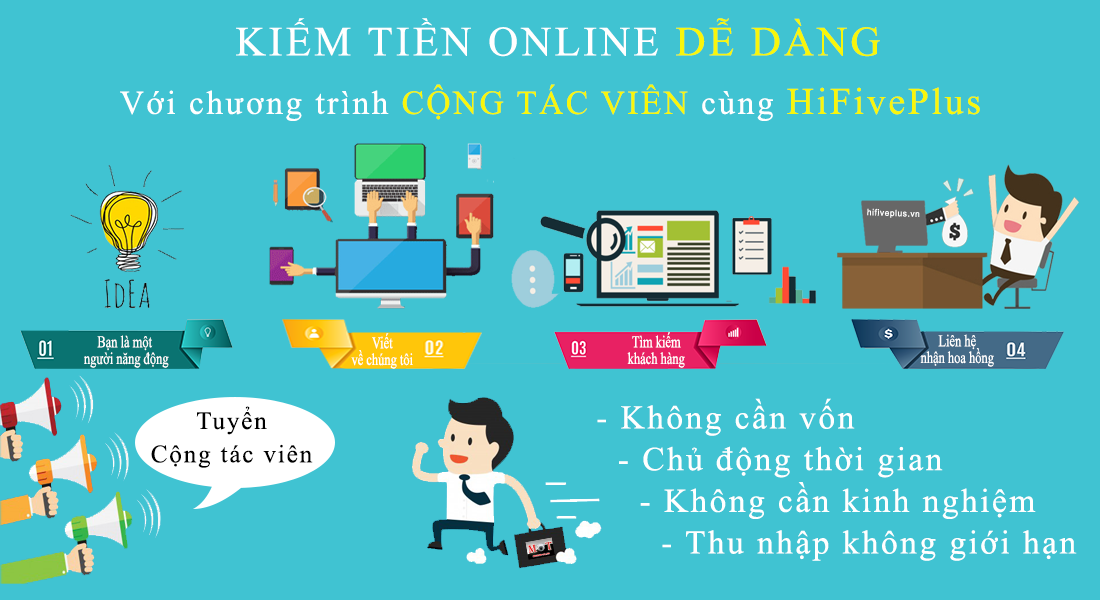 KIẾM TIỀN ONLINE DỄ DÀNG
Với chương trình CỘNG TÁC VIÊN cùng HiFivePlus
IDEA
hifiveplus.vn
$
01
Bạn là một
người năng động
Viết
về chúng tôi
02
03
Tìm kiếm
khách hàng
$
Liên hệ
nhận hoa hồng
04
Tuyển
Cộng tác viên
- Không cần vốn
- Chủ động thời gian
- Không cần kinh nghiệm
- Thu nhập không giới hạn
MOT